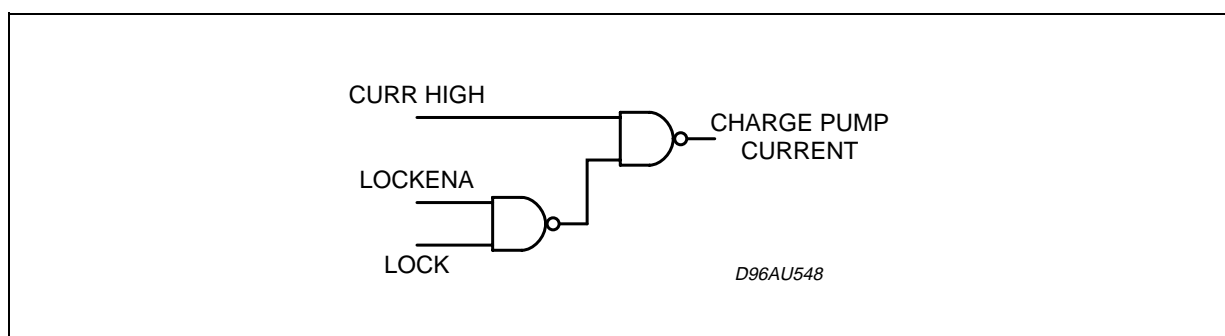 CURR HIGH
CHARGE PUMP
CURRENT
LOCKENA
LOCK
D96AU548